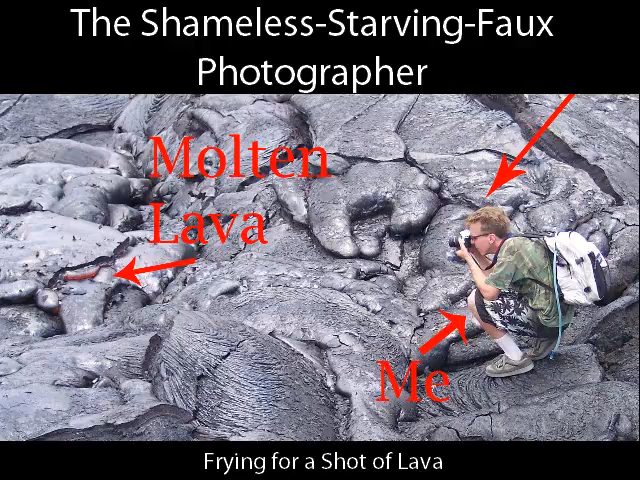 The Shameless-Starving-Faux
Photographer
Molten
Lava
Me
Frying for a Shot of Lava